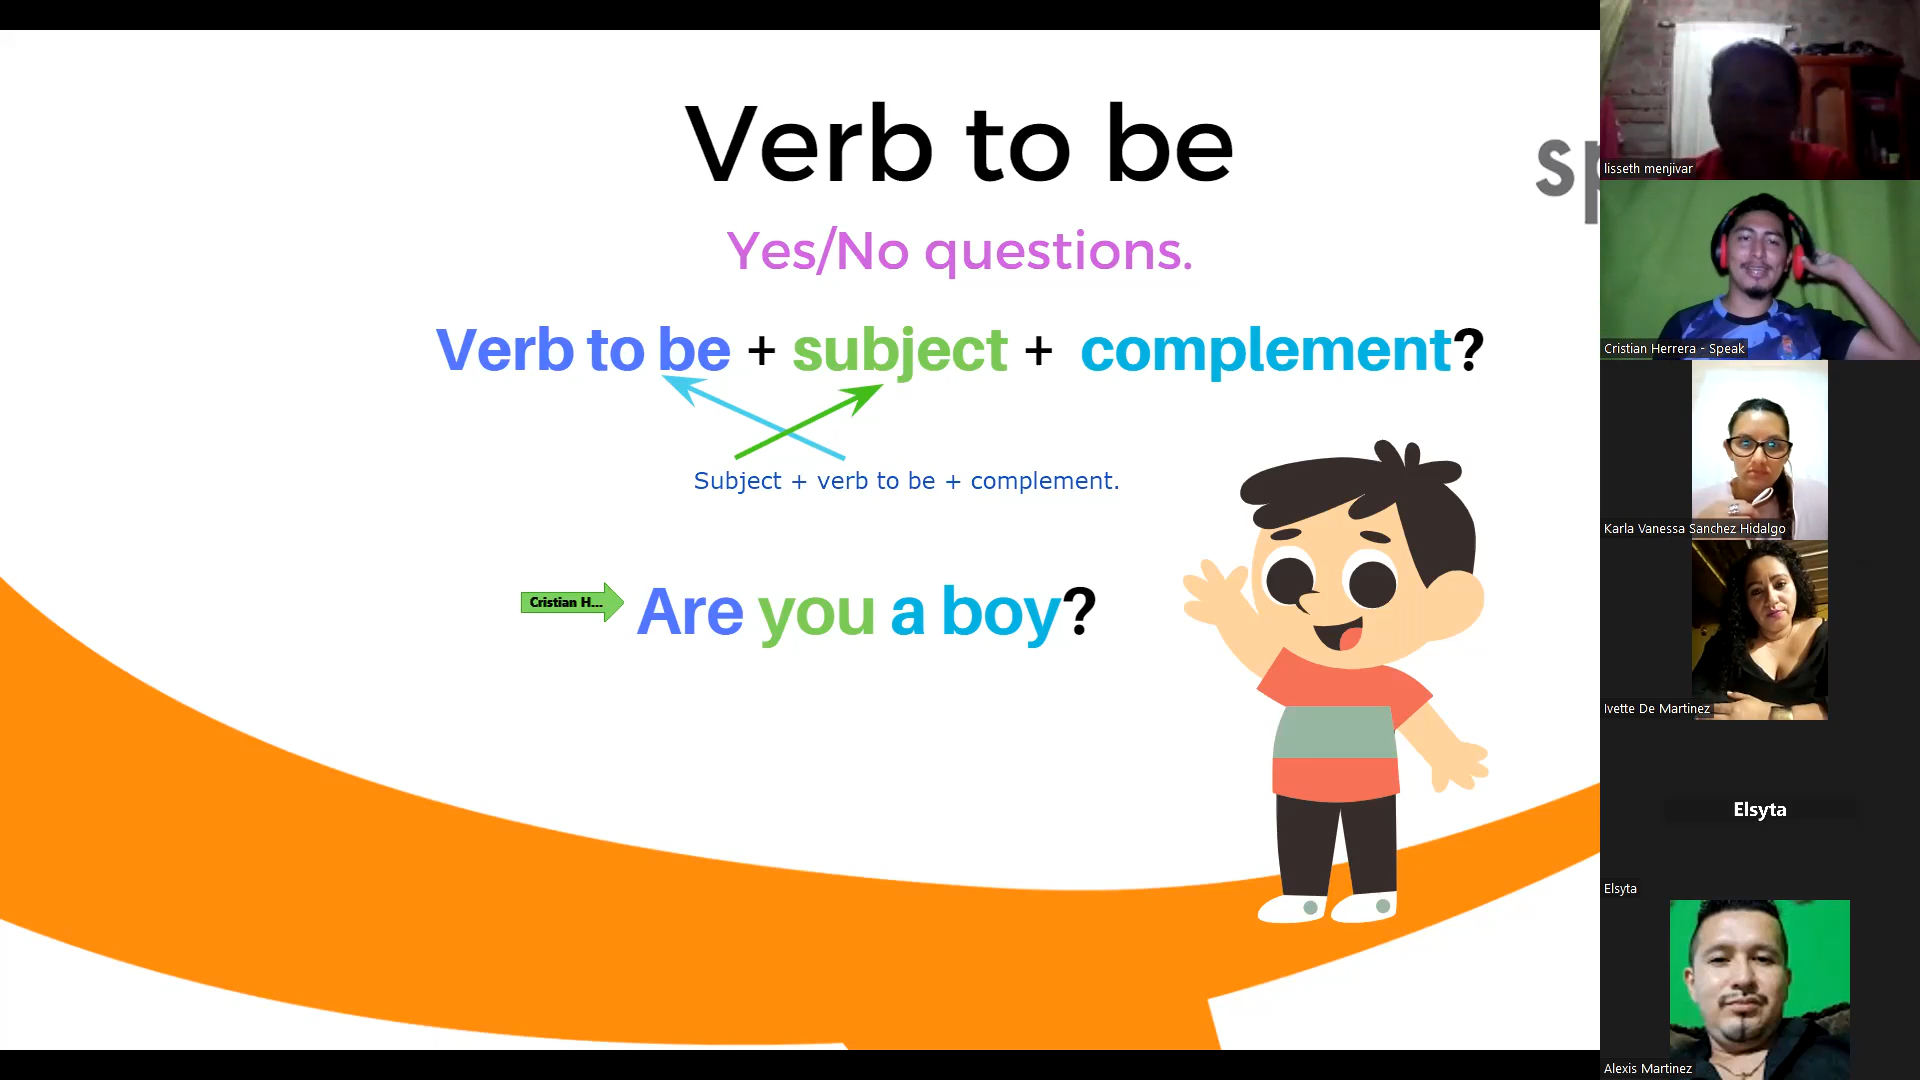 Verb to be
Yes/No questions.
Verb to be + subject + complement?
Subject + verb to be + complement.
Cristian H...
Are you a boy?
sp
lisseth menjivar
Cristian Herrera - Speak
Karla Vanessa Sanchez Hidalgo
Ivette De Martinez
Elsyta
Elsyta
Alexis Martinez